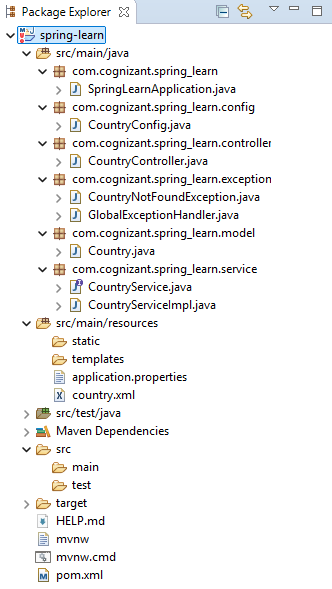 Package Explorer
spring-learn
src/main/java
com.cognizant.spring_learn
SpringLearnApplication.java
com.cognizant.spring_learn.config
CountryConfig.java
com.cognizant.spring_learn.controller
CountryController.java
com.cognizant.spring_learn.exception
CountryNotFoundException.java
GlobalExceptionHandler.java
com.cognizant.spring_learn.model
Country.java
com.cognizant.spring_learn.service
CountryService.java
CountryServiceImpl.java
src/main/resources
static
templates
application.properties
country.xml
src/test/java
Maven Dependencies
src
main
test
target
HELP.md
mvnw
mvnw.cmd
pom.xml